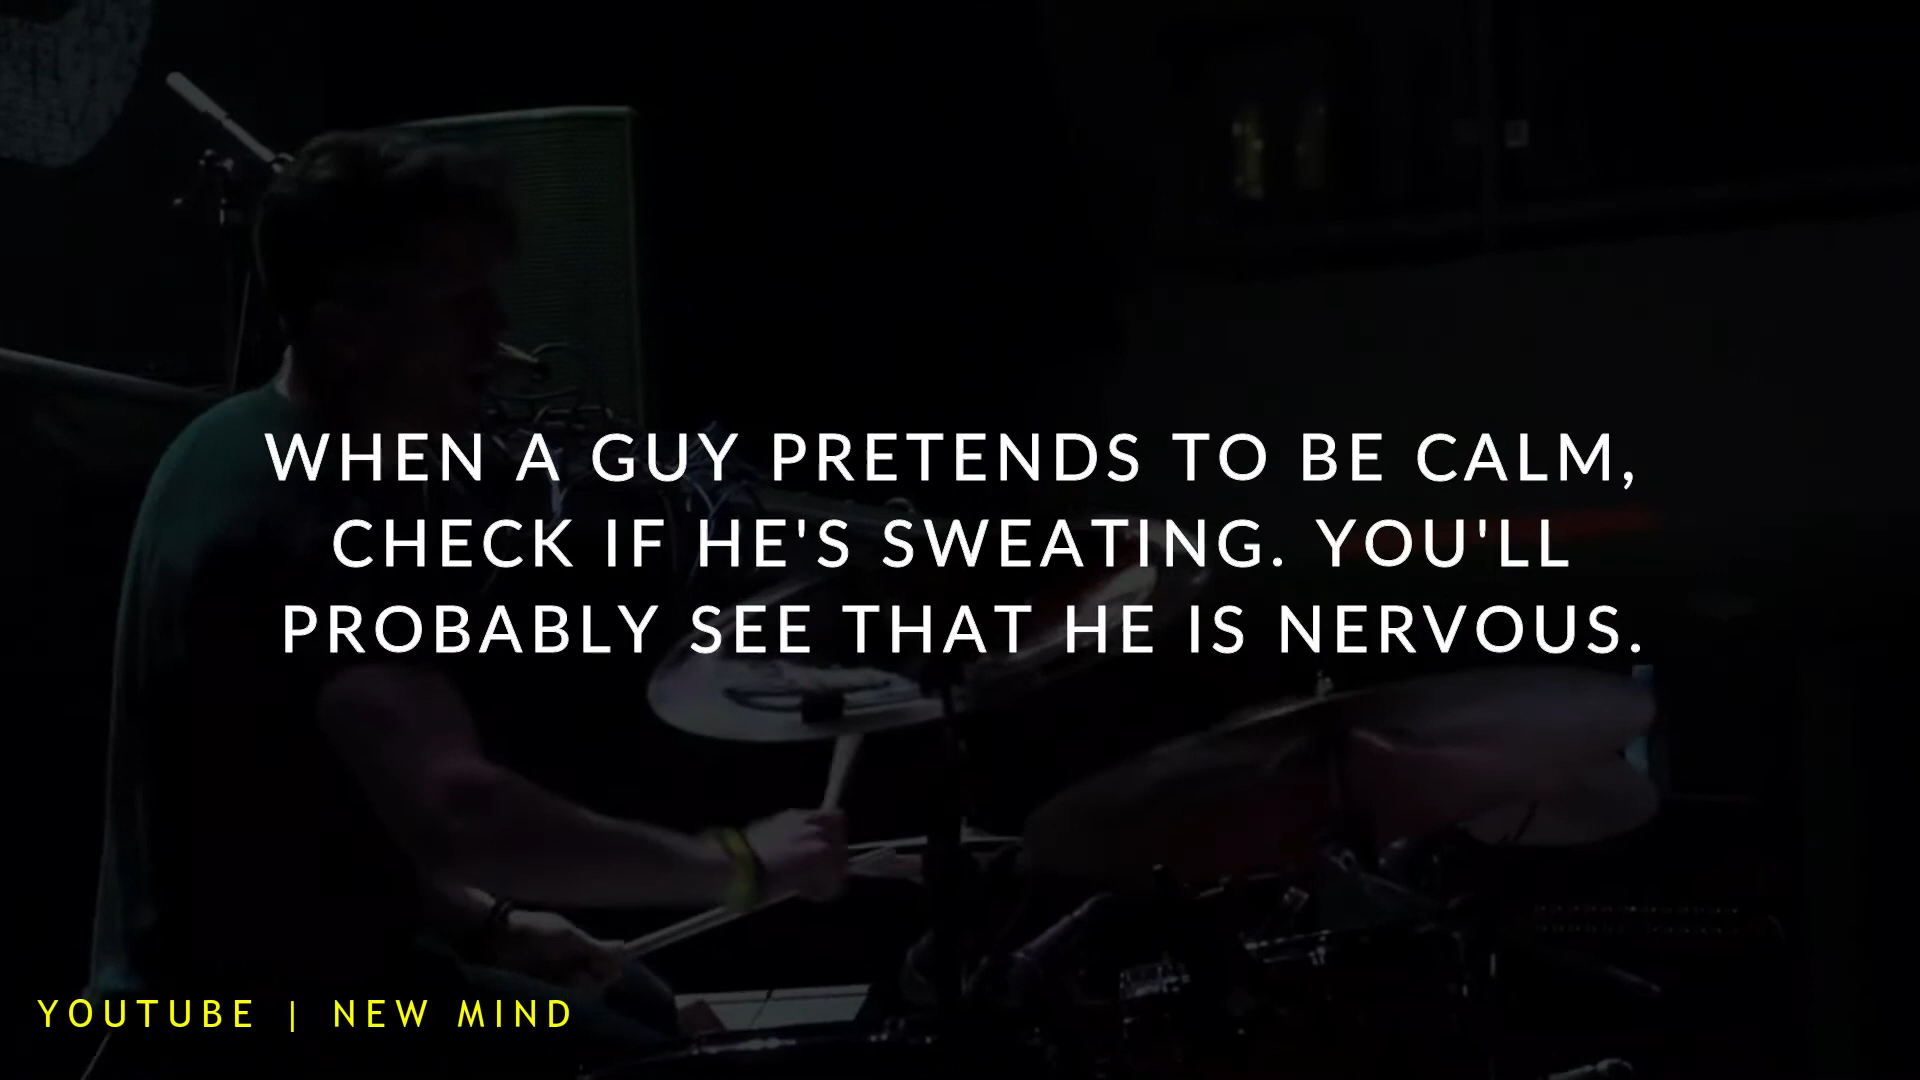 WHEN A GUY PRETENDS TO BE CALM,
CHECK IF HE'S SWEATING. YOU'LL
PROBABLY SEE THAT HE IS NERVOUS.
YOUTUBE | NEW MIND